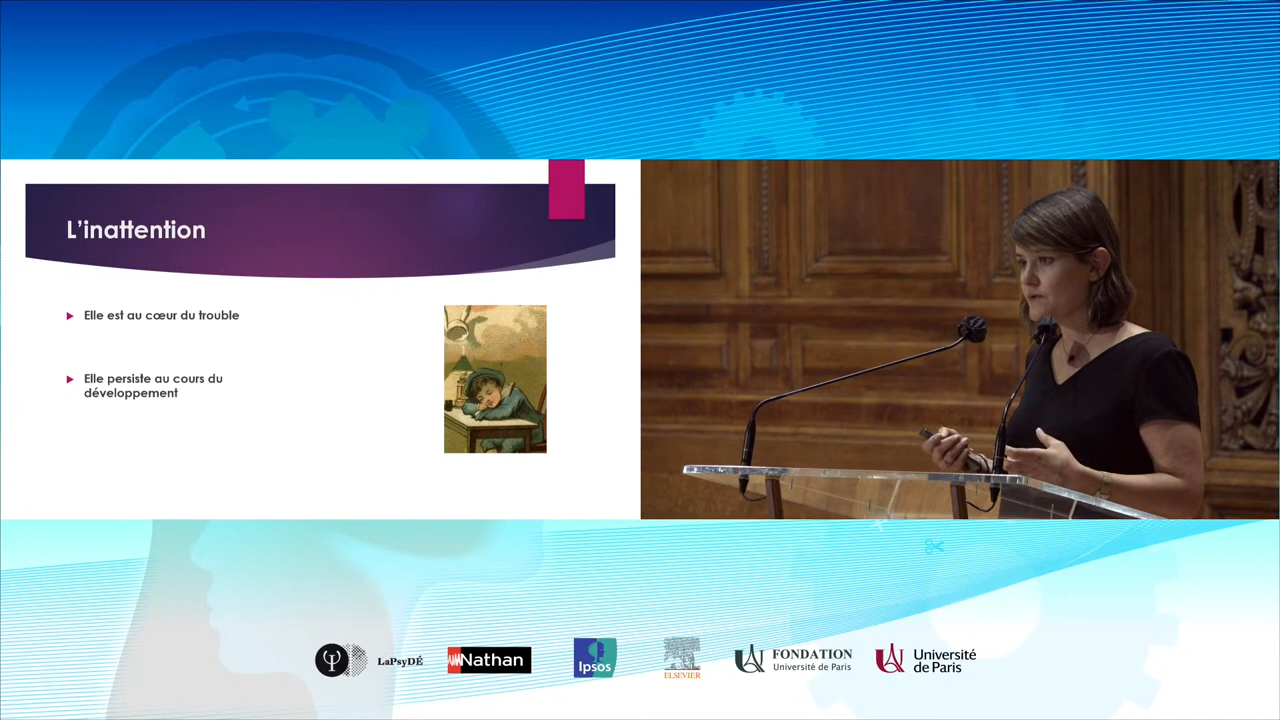 L'inattention
Elle est au cœur du trouble
Elle persiste au cours du
développement
LaPsyDÉ
Nathan
Ipsos
ELSEVIER
FONDATION
Université de Paris
Université
de Paris